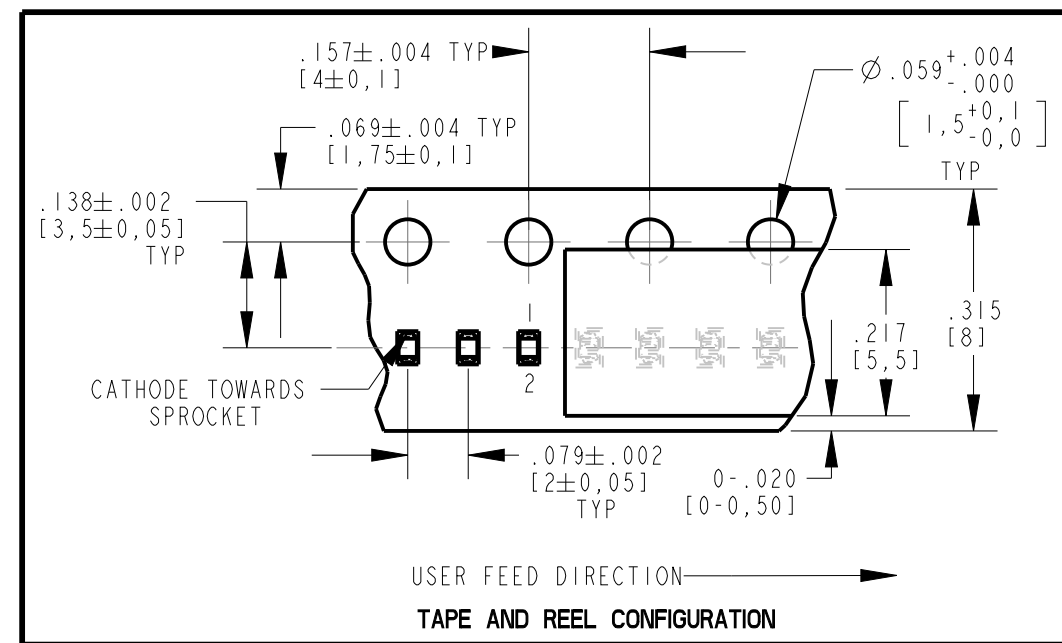 .157±.004 TYP
[4±0,1]
.069±.004 TYP
[1,75±0,1]
.138±.002
[3,5±0,05]
TYP
Ø.059 +.004
-.000
[1,5 +0,1
-0,0]
TYP
.315
[8]
.217
[5,5]
1
2
CATHODE TOWARDS
SPROCKET
.079±.002
[2±0,05]
TYP
0-.020
[0-0,50]
USER FEED DIRECTION
TAPE AND REEL CONFIGURATION